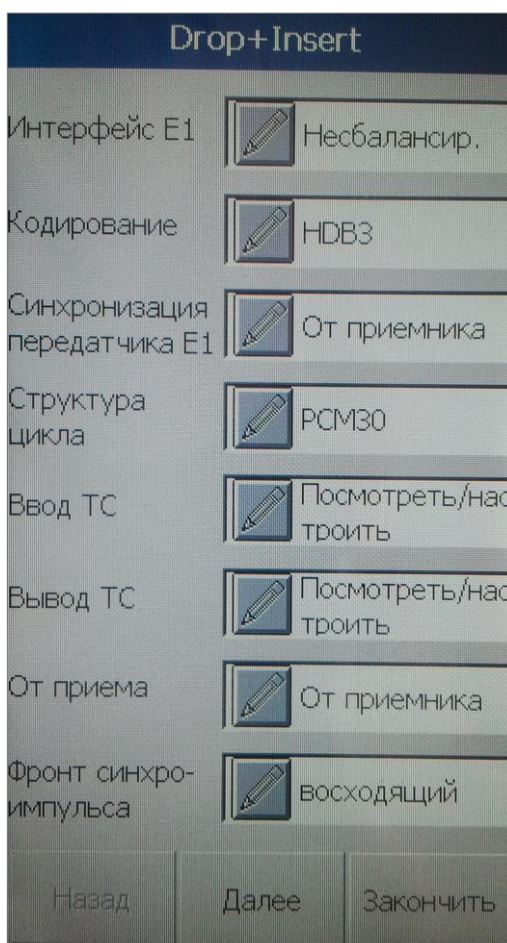 Drop+Insert
Интерфейс E1
Несбалансир.
Кодирование
HDB3
Синхронизация
передатчика E1
От приемника
Структура
цикла
PCM30
Ввод ТС
Посмотреть/нас
троить
Вывод ТС
Посмотреть/нас
троить
От приема
От приемника
Фронт синхро-
импульса
восходящий
Назад
Далее
Закончить